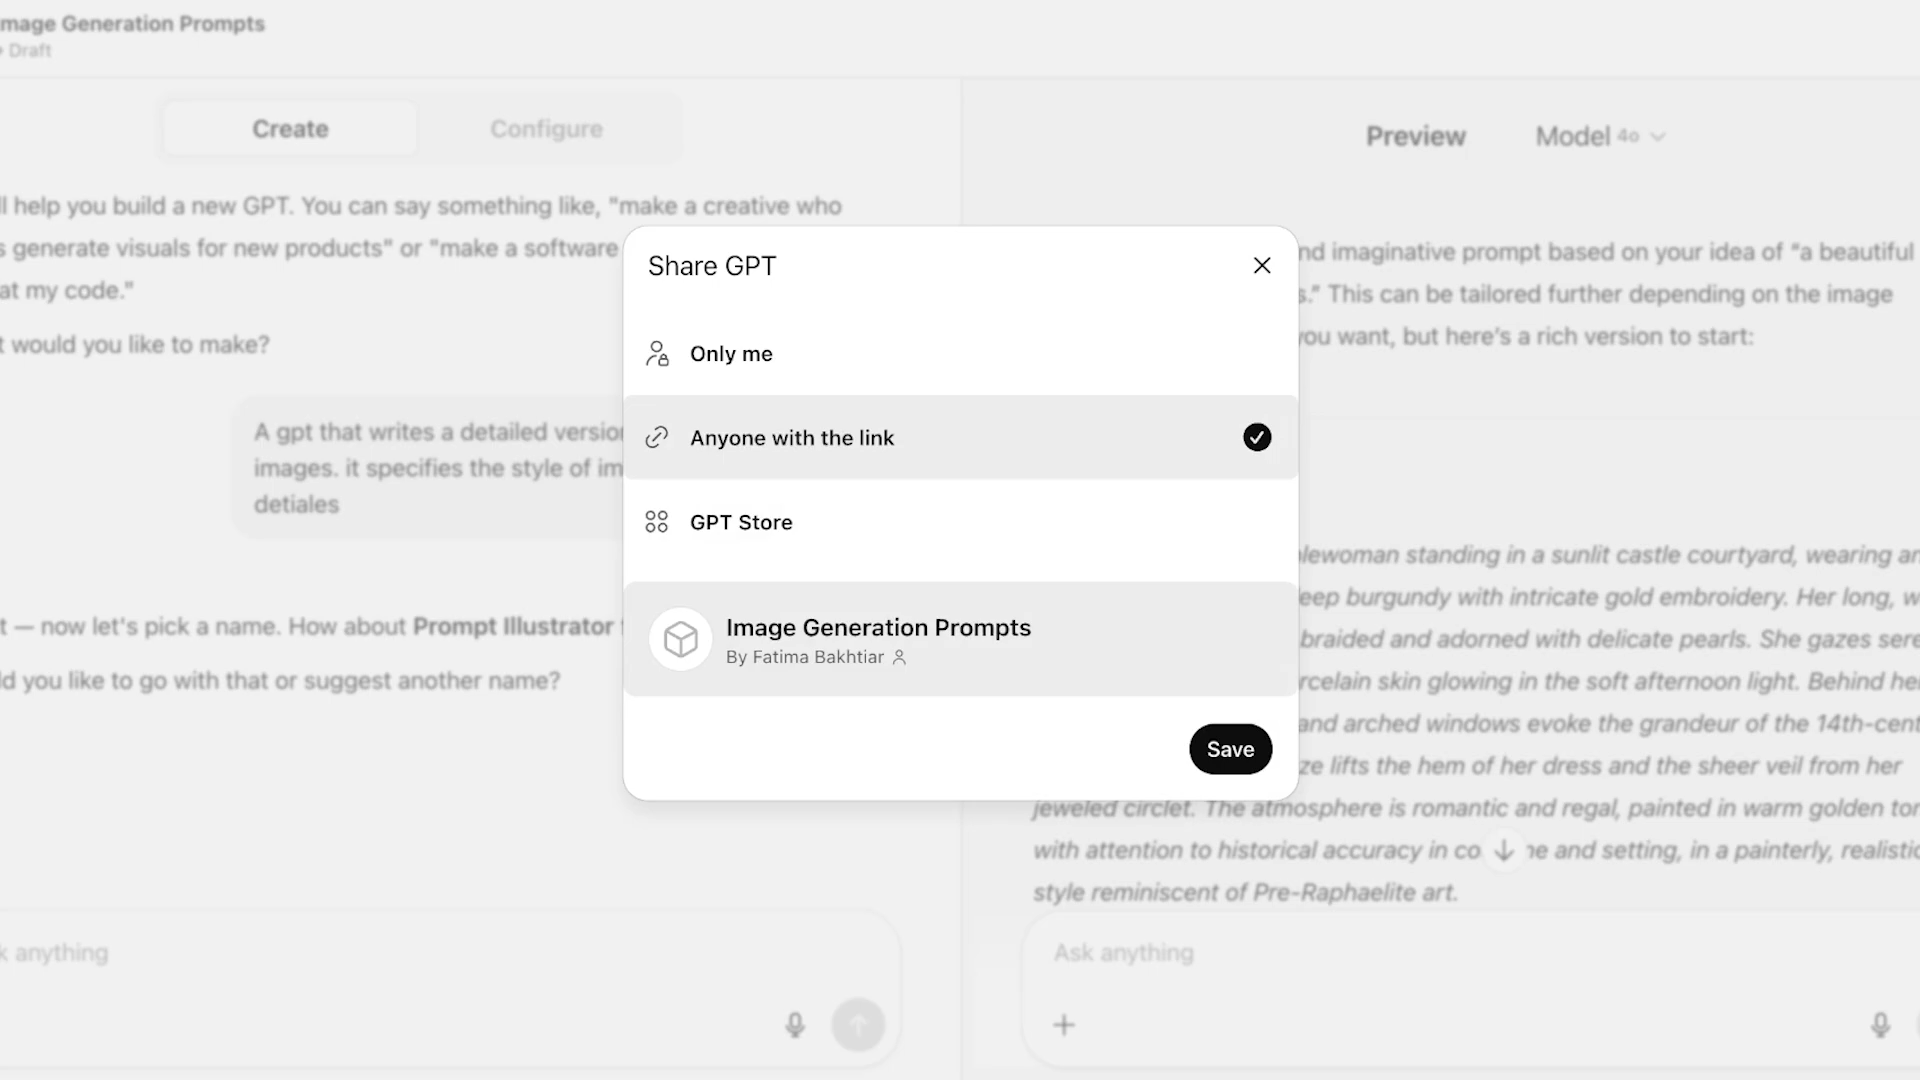 mage Generation Prompts
Draft
Create
Configure
Preview
Model 4o
ll help you build a new GPT. You can say something like, "make a creative who
s generate visuals for new products" or "make a software
at my code."
t would you like to make?
A gpt that writes a detailed version
images. it specifies the style of im
detiales
t — now let's pick a name. How about Prompt Illustrator
ld you like to go with that or suggest another name?
k anything
Share GPT
Only me
Anyone with the link
GPT Store
Image Generation Prompts
By Fatima Bakhtiar
Save
nd imaginative prompt based on your idea of "a beautiful
s." This can be tailored further depending on the image
you want, but here's a rich version to start:
lewoman standing in a sunlit castle courtyard, wearing an
eep burgundy with intricate gold embroidery. Her long, w
braided and adorned with delicate pearls. She gazes sere
rcelain skin glowing in the soft afternoon light. Behind her
and arched windows evoke the grandeur of the 14th-cent
ze lifts the hem of her dress and the sheer veil from her
jeweled circlet. The atmosphere is romantic and regal, painted in warm golden ton
with attention to historical accuracy in co me and setting, in a painterly, realistic
style reminiscent of Pre-Raphaelite art.
Ask anything